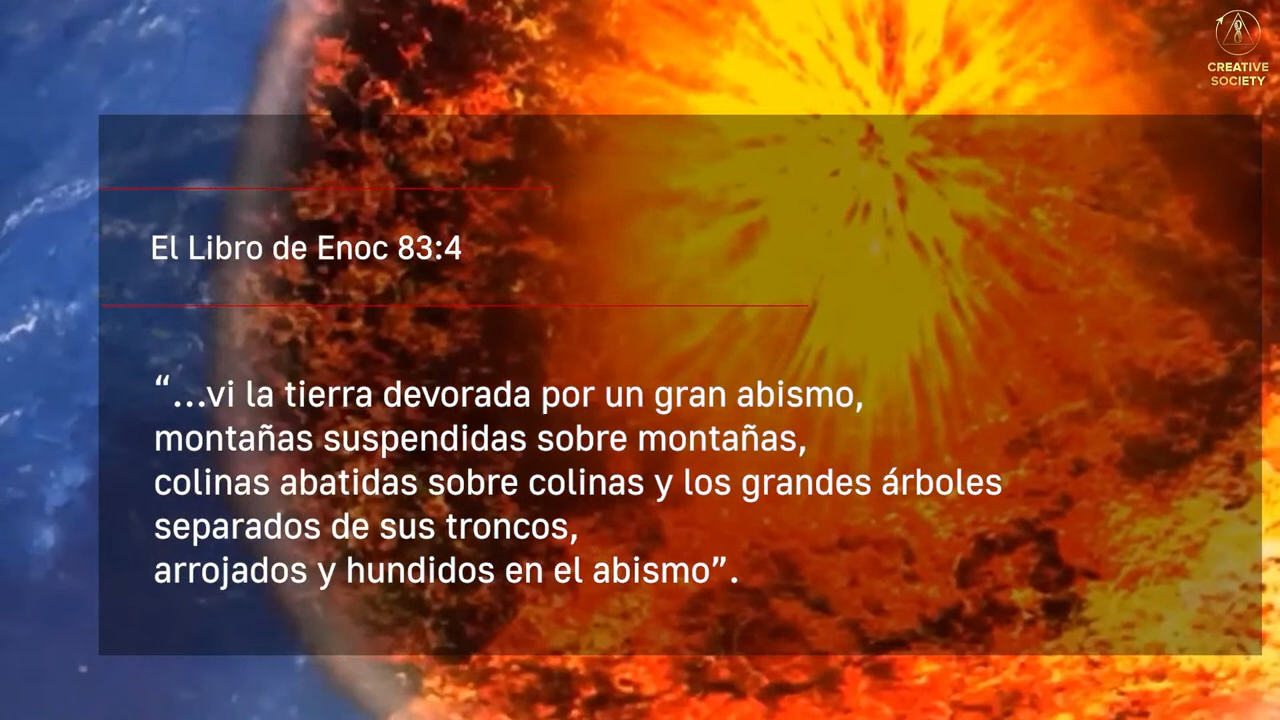 CREATIVE
SOCIETY
El Libro de Enoc 83:4
“...vi la tierra devorada por un gran abismo,
montañas suspendidas sobre montañas,
colinas abatidas sobre colinas y los grandes árboles
separados de sus troncos,
arrojados y hundidos en el abismo”.